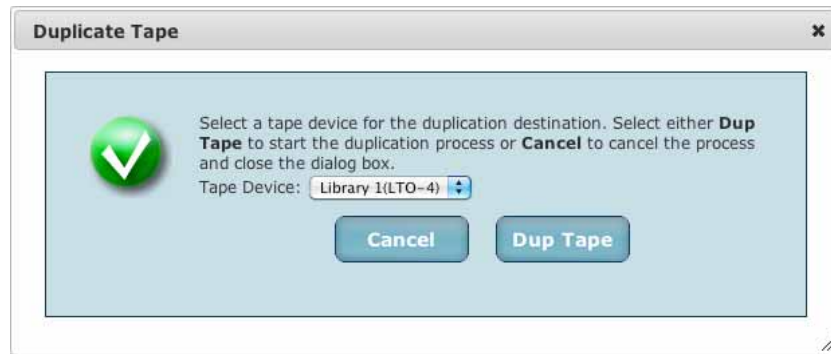 Duplicate Tape
Select a tape device for the duplication destination. Select either Dup
Tape to start the duplication process or Cancel to cancel the process
and close the dialog box.
Tape Device: Library 1(LTO-4)
Cancel Dup Tape